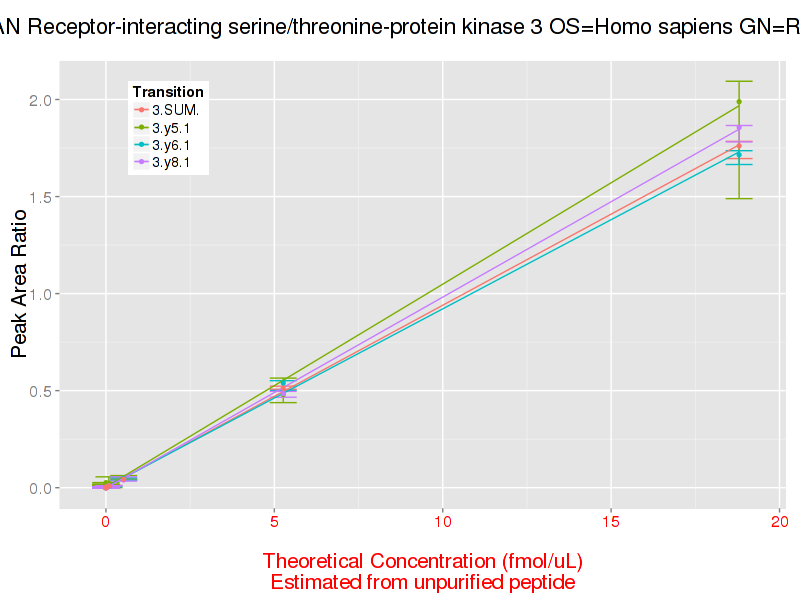 AN Receptor-interacting serine/threonine-protein kinase 3 OS=Homo sapiens GN=R
Transition
3.SUM.
3.y5.1
3.y6.1
3.y8.1
Peak Area Ratio
2.0
1.5
1.0
0.5
0.0
0 5 10 15 20
Theoretical Concentration (fmol/uL)
Estimated from unpurified peptide